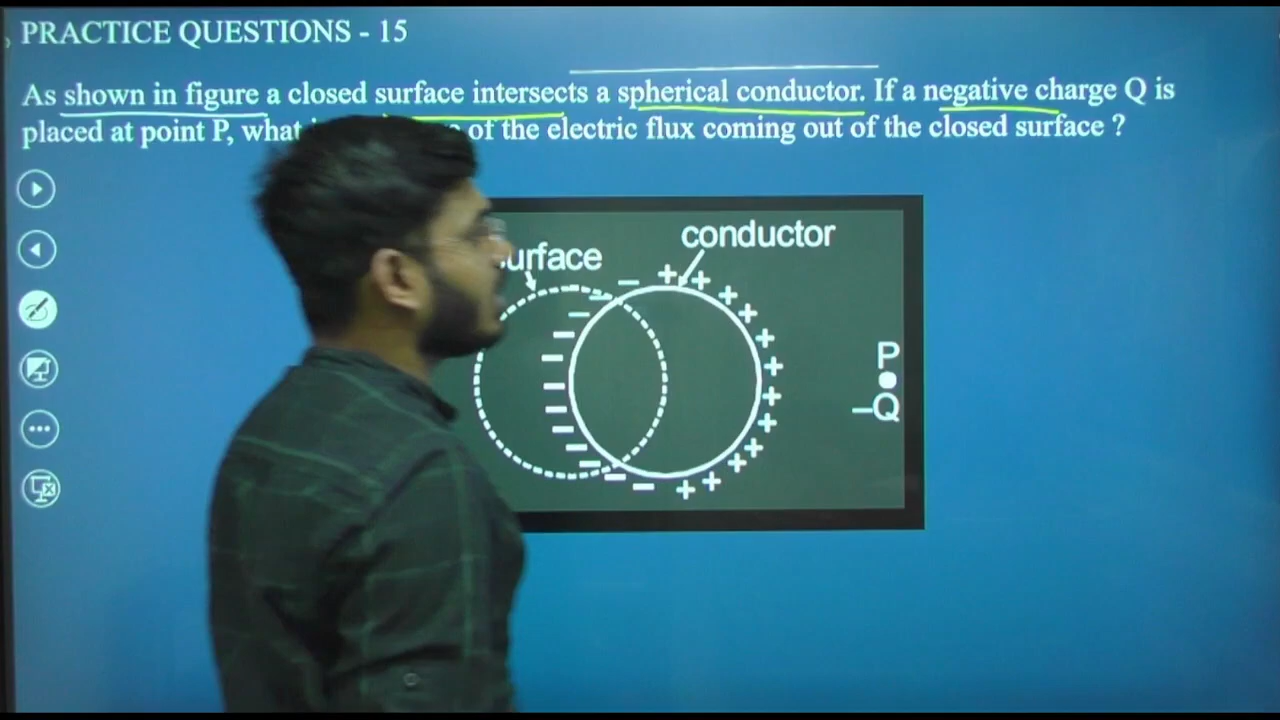 PRACTICE QUESTIONS - 15
As shown in figure a closed surface intersects a spherical conductor. If a negative charge Q is
placed at point P, what of the electric flux coming out of the closed surface ?
conductor
P
–Q